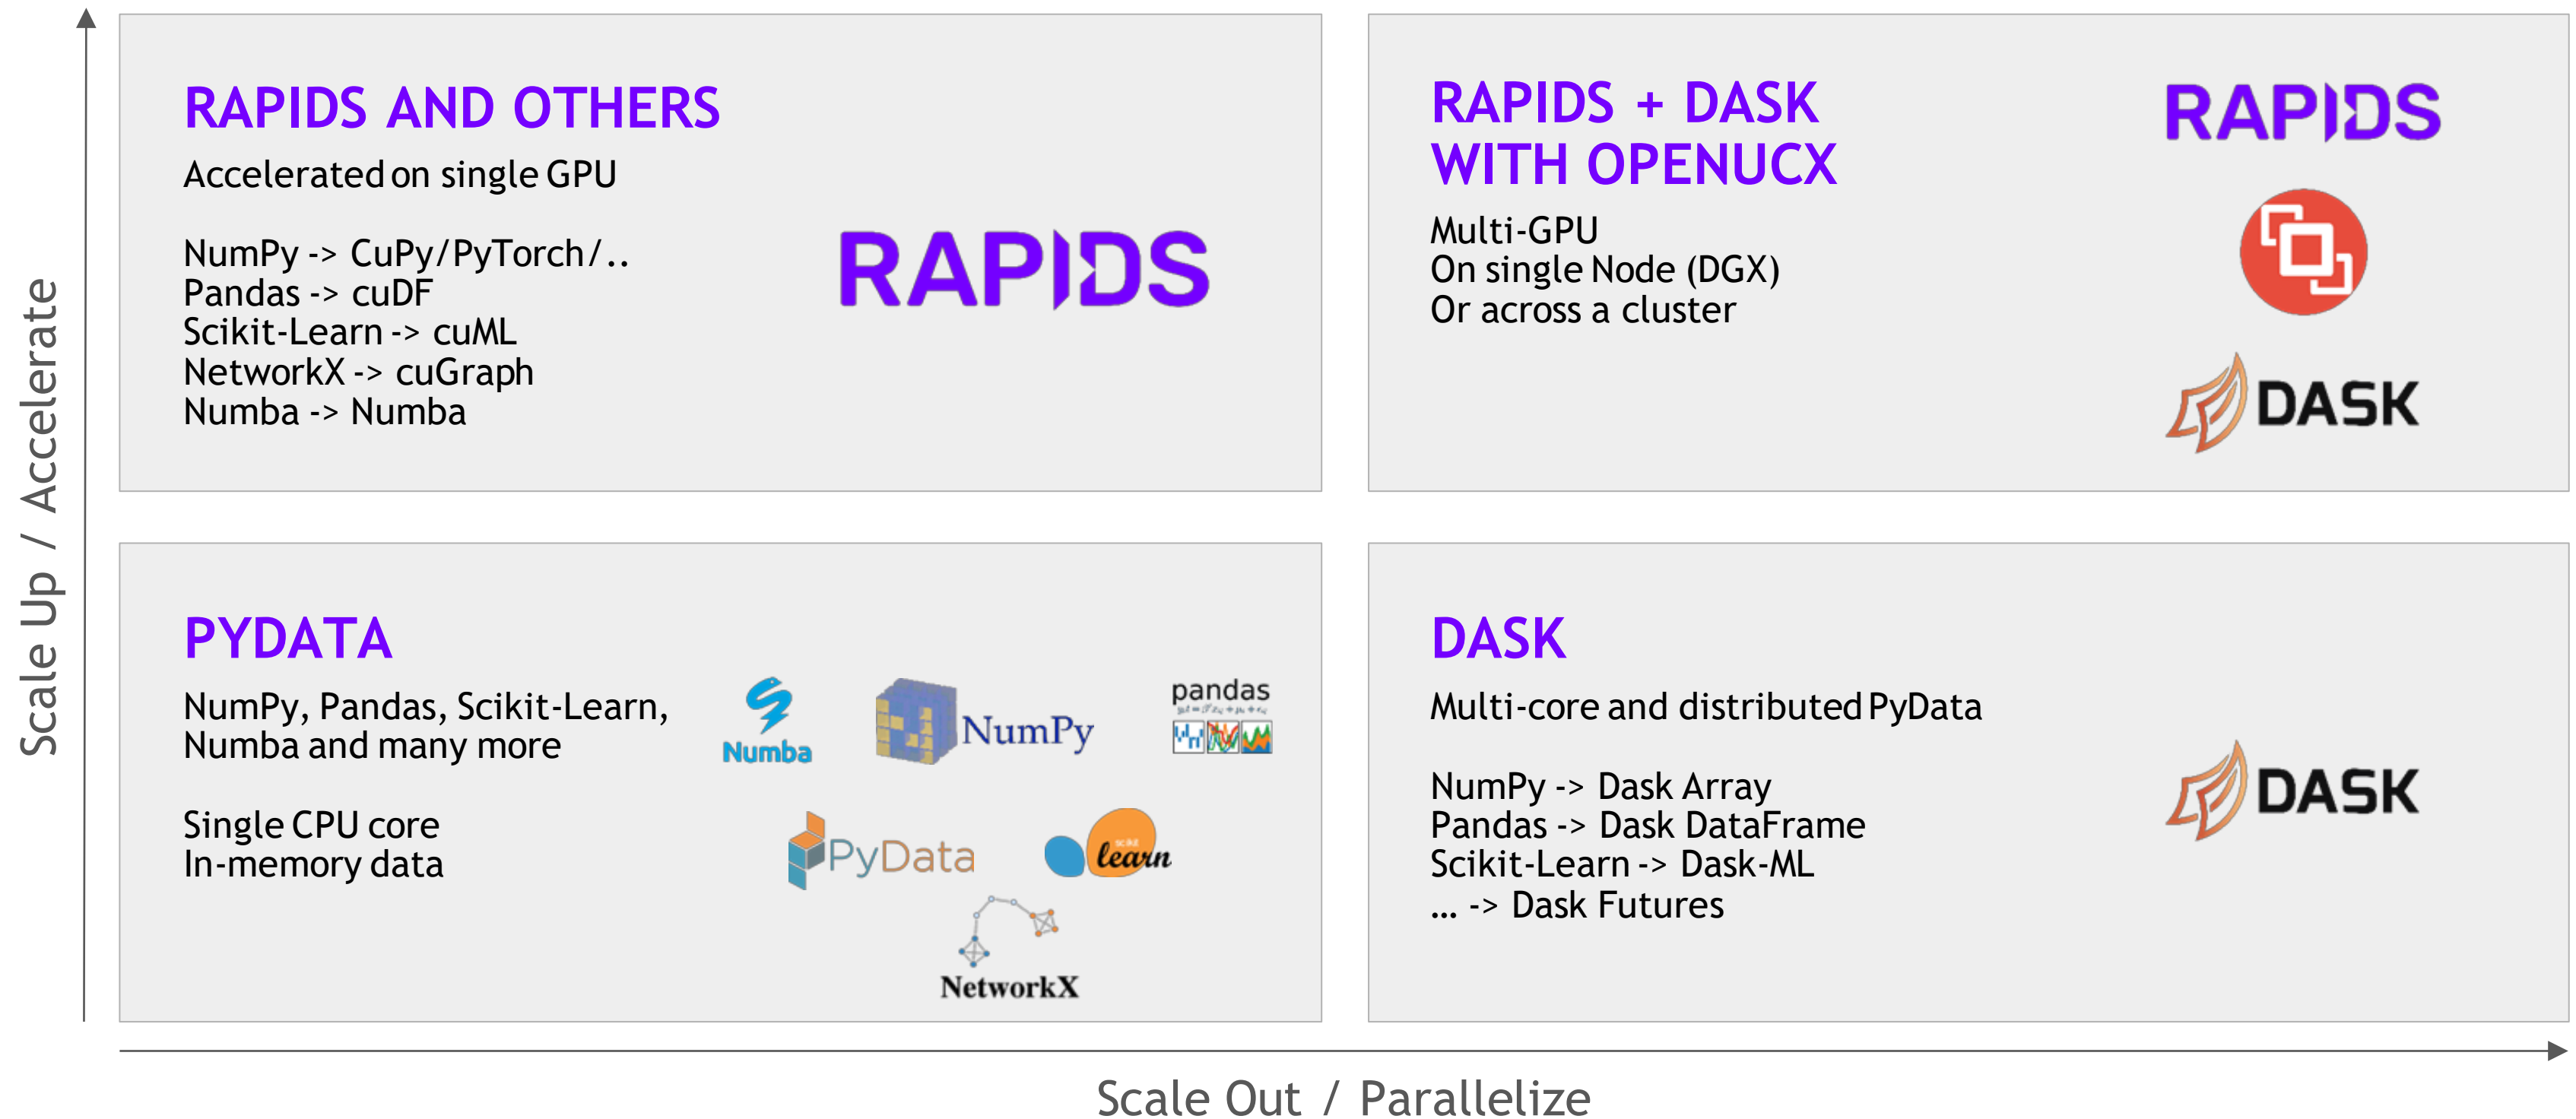 Scale Up / Accelerate
RAPIDS AND OTHERS
Accelerated on single GPU
NumPy -> CuPy/PyTorch/..
Pandas -> cuDF
Scikit-Learn -> cuML
NetworkX -> cuGraph
Numba -> Numba
RAPIDS
RAPIDS + DASK
WITH OPENUCX
Multi-GPU
On single Node (DGX)
Or across a cluster
RAPIDS
DASK
PYDATA
NumPy, Pandas, Scikit-Learn,
Numba and many more
Single CPU core
In-memory data
Numba
NumPy
pandas
PyData
scikit
learn
NetworkX
DASK
Multi-core and distributed PyData
NumPy -> Dask Array
Pandas -> Dask DataFrame
Scikit-Learn -> Dask-ML
… -> Dask Futures
DASK
Scale Out / Parallelize